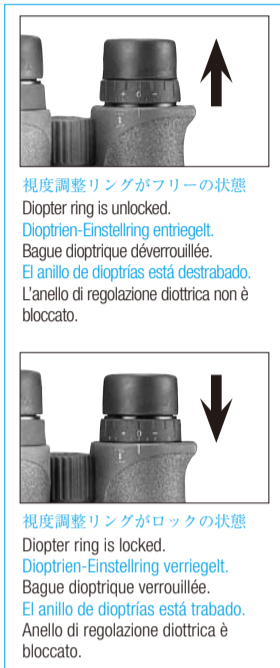 視度調整リングがフリーの状態
Diopter ring is unlocked.
Dioptrien-Einstellring entriegelt.
Bague dioptrique déverrouillée.
El anillo de dioptrías está destrabado.
L'anello di regolazione diottrica non è
bloccato.
+ 0 -
視度調整リングがロックの状態
Diopter ring is locked.
Dioptrien-Einstellring verriegelt.
Bague dioptrique verrouillée.
El anillo de dioptrías está trabado.
Anello di regolazione diottrica è
bloccato.